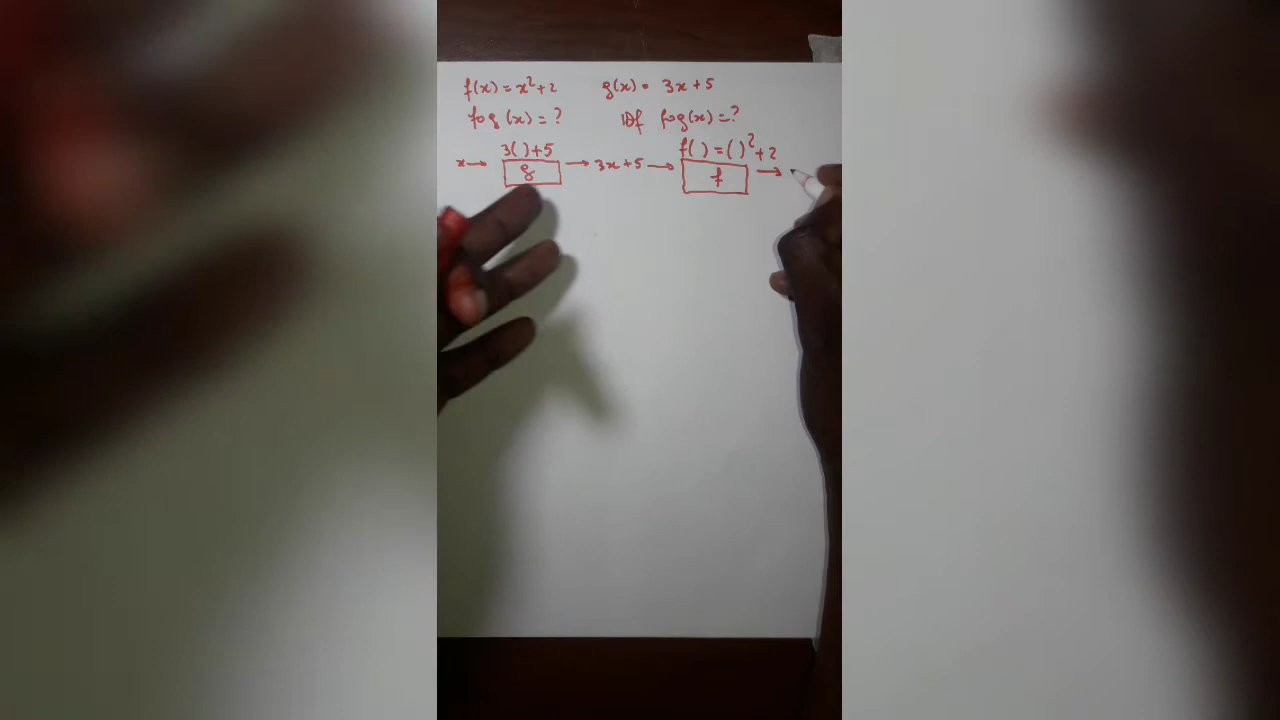 f(x) = x²+2 g(x) = 3x+5
fog(x) = ? Df fog(x) = ?
3( )+5 f( ) = ( )²+2
x → g → 3x+5 → f →